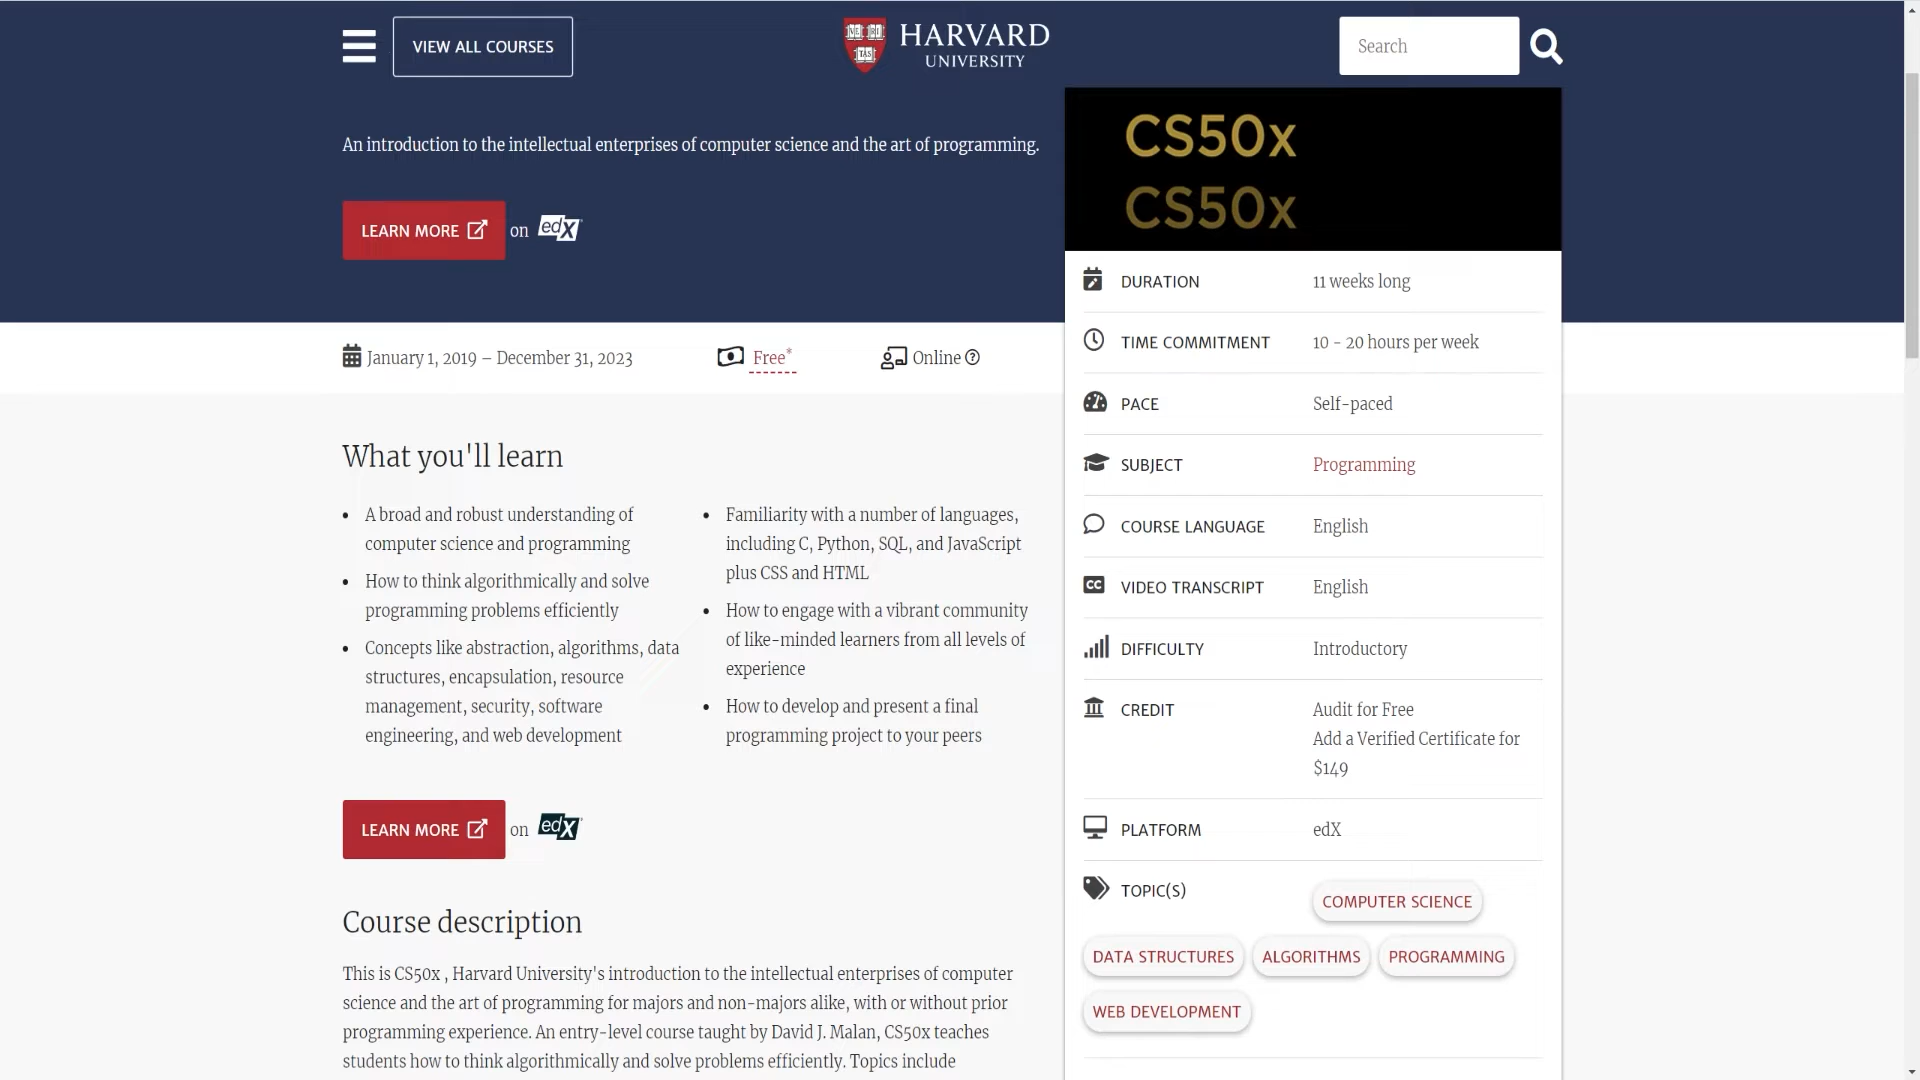 VIEW ALL COURSES
HARVARD
UNIVERSITY
Search
An introduction to the intellectual enterprises of computer science and the art of programming.
LEARN MORE on edX
January 1, 2019 – December 31, 2023
Free*
Online
What you'll learn
A broad and robust understanding of
computer science and programming
How to think algorithmically and solve
programming problems efficiently
Concepts like abstraction, algorithms, data
structures, encapsulation, resource
management, security, software
engineering, and web development
Familiarity with a number of languages,
including C, Python, SQL, and JavaScript
plus CSS and HTML
How to engage with a vibrant community
of like-minded learners from all levels of
experience
How to develop and present a final
programming project to your peers
LEARN MORE on edX
Course description
This is CS50x , Harvard University's introduction to the intellectual enterprises of computer
science and the art of programming for majors and non-majors alike, with or without prior
programming experience. An entry-level course taught by David J. Malan, CS50x teaches
students how to think algorithmically and solve problems efficiently. Topics include
CS50x
CS50x
DURATION 11 weeks long
TIME COMMITMENT 10 - 20 hours per week
PACE Self-paced
SUBJECT Programming
COURSE LANGUAGE English
CC VIDEO TRANSCRIPT English
DIFFICULTY Introductory
CREDIT Audit for Free
Add a Verified Certificate for
$149
PLATFORM edX
TOPIC(S) COMPUTER SCIENCE
DATA STRUCTURES ALGORITHMS PROGRAMMING
WEB DEVELOPMENT